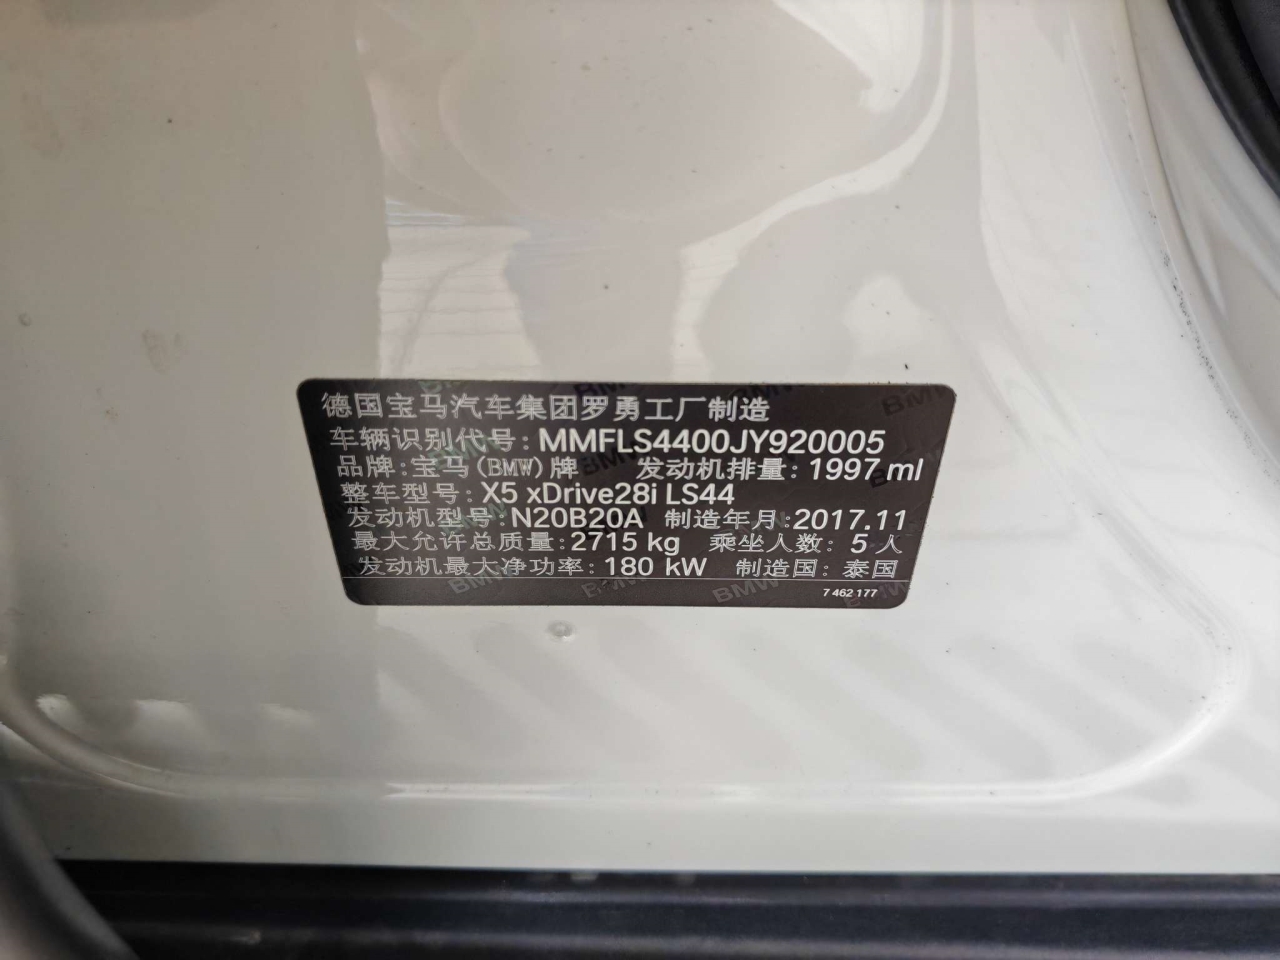 德国宝马汽车集团罗勇工厂制造
车辆识别代号: MMFLS4400JY920005
品牌: 宝马(BMW)牌 发动机排量: 1997 ml
整车型号: X5 xDrive28i LS44
发动机型号: N20B20A 制造年月: 2017.11
最大允许总质量: 2715 kg 乘坐人数: 5 人
发动机最大净功率: 180 kW 制造国: 泰国
7 462 177